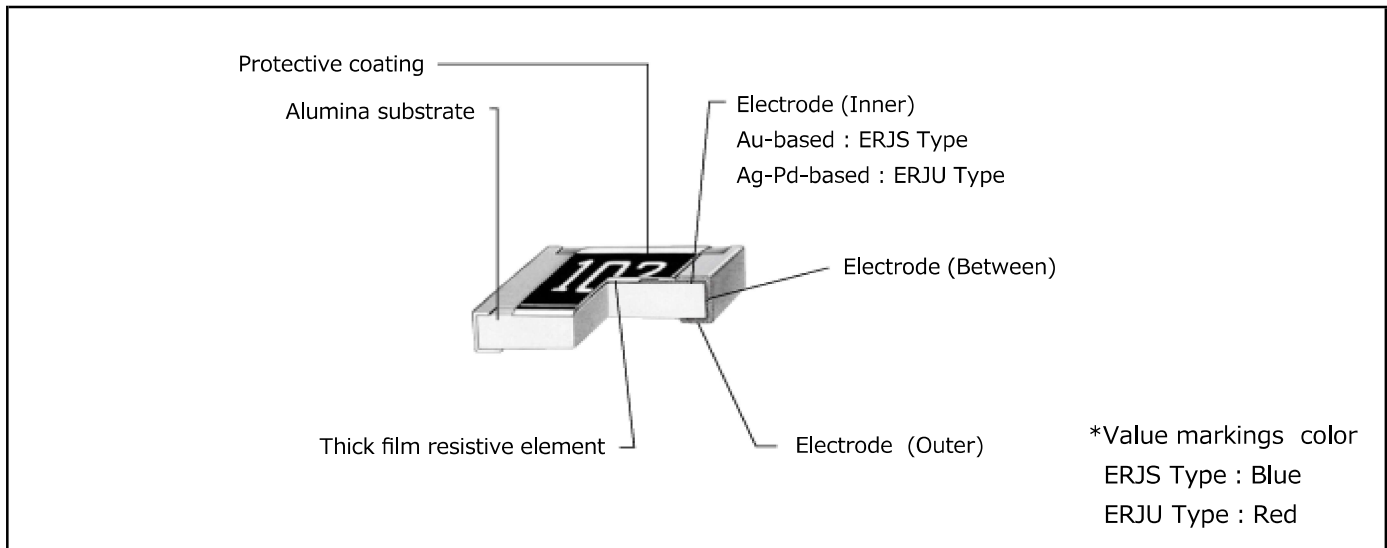 Protective coating
Alumina substrate
Electrode (Inner)
Au-based : ERJS Type
Ag-Pd-based : ERJU Type
102
Electrode (Between)
Thick film resistive element
Electrode (Outer)
*Value markings color
ERJS Type : Blue
ERJU Type : Red